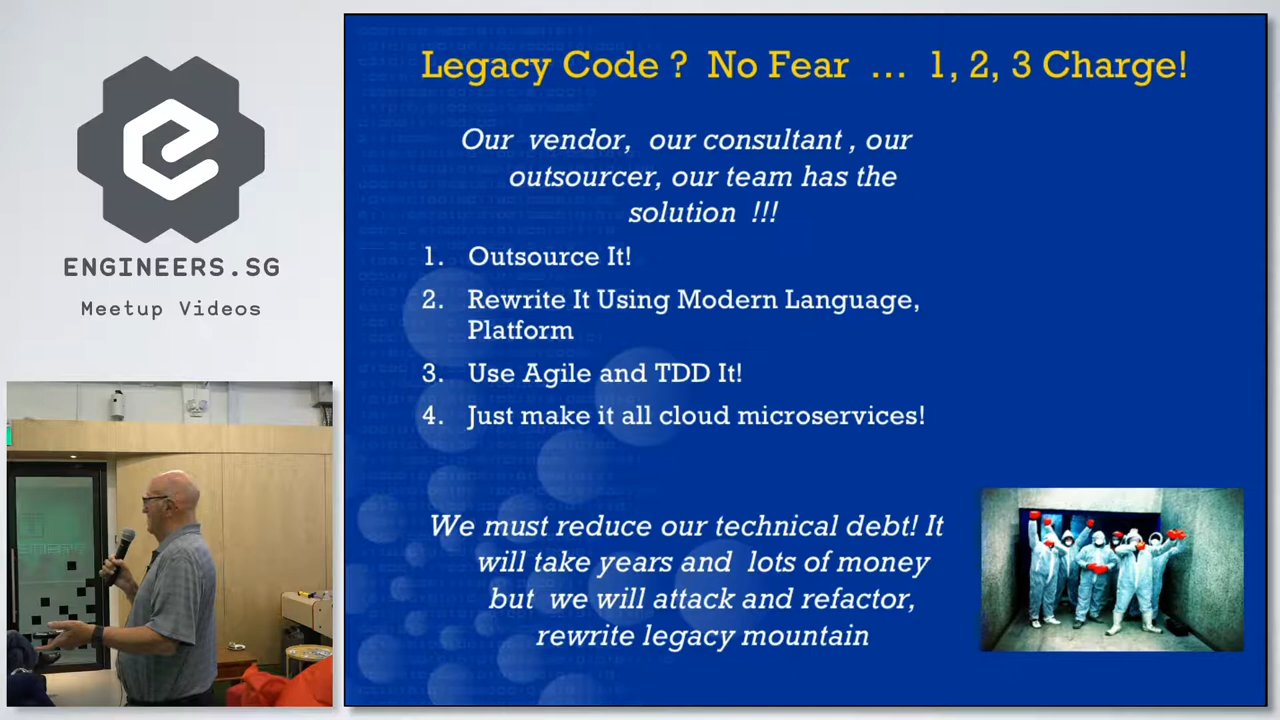 ENGINEERS.SG
Meetup Videos
Legacy Code ? No Fear ... 1, 2, 3 Charge!
Our vendor, our consultant , our
outsourcer, our team has the
solution !!!
1. Outsource It!
2. Rewrite It Using Modern Language,
Platform
3. Use Agile and TDD It!
4. Just make it all cloud microservices!
We must reduce our technical debt! It
will take years and lots of money
but we will attack and refactor,
rewrite legacy mountain